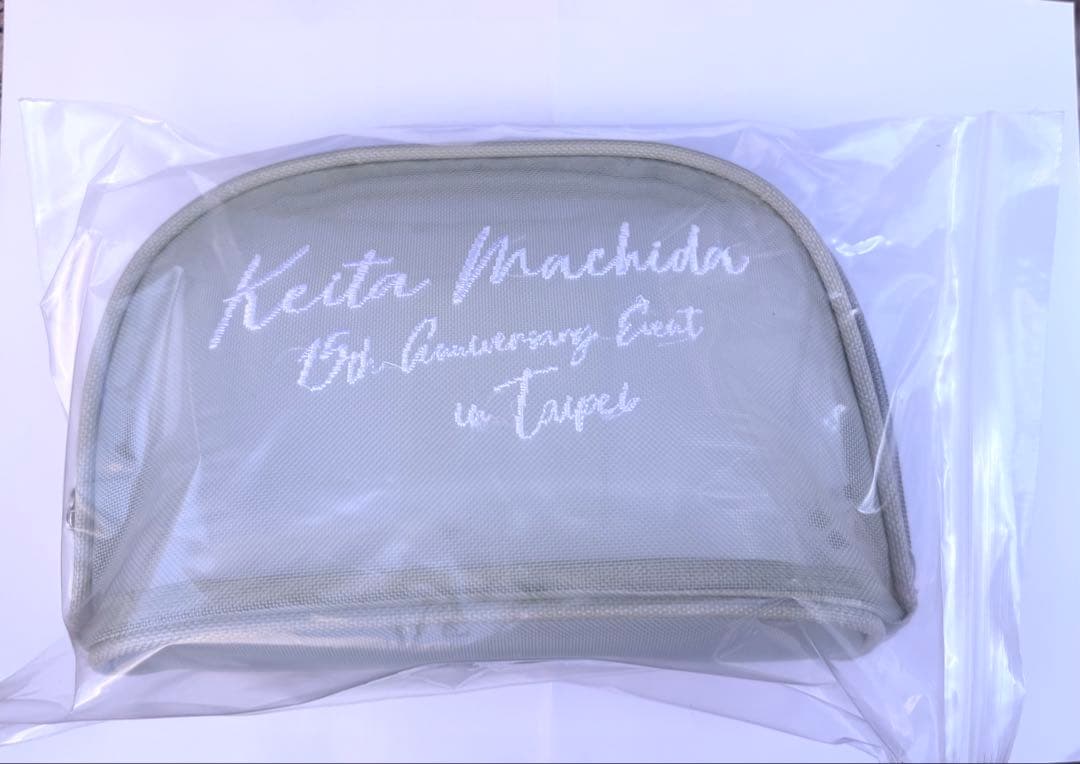 Keita Machida
15th Anniversary Event
in Taipei